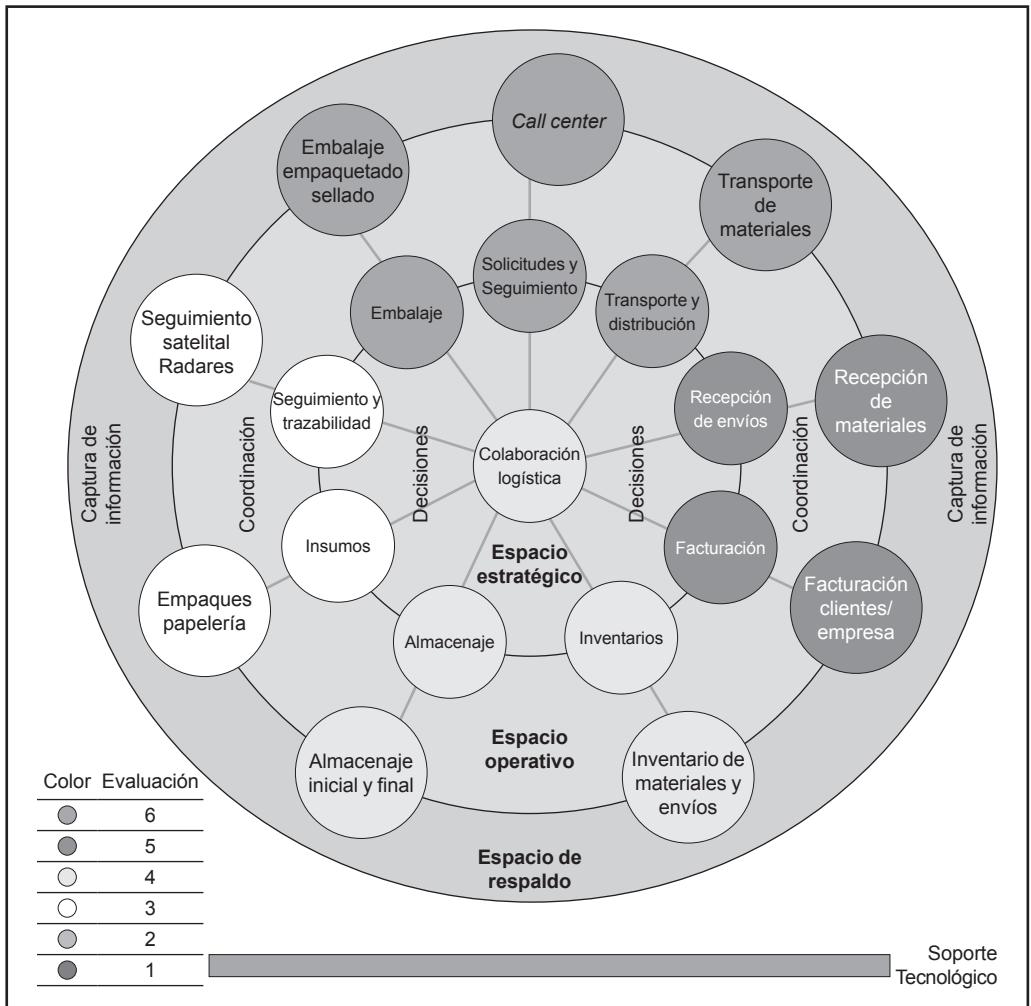 Call center
Embalaje
empaquetado
sellado
Transporte
de
materiales
Solicitudes y
Seguimiento
Embalaje
Transporte y
distribución
Seguimiento
satelital
Radares
Seguimiento y
trazabilidad
Recepción
de envíos
Recepción
de
materiales
Captura de
información
Coordinación
Decisiones
Colaboración
logística
Decisiones
Coordinación
Captura de
información
Insumos
Espacio
estratégico
Facturación
Empaques
papelería
Facturación
clientes/
empresa
Almacenaje
Inventarios
Almacenaje
inicial y final
Espacio
operativo
Inventario de
materiales y
envíos
Espacio de
respaldo
Color Evaluación
6
5
4
3
2
1
Soporte
Tecnológico